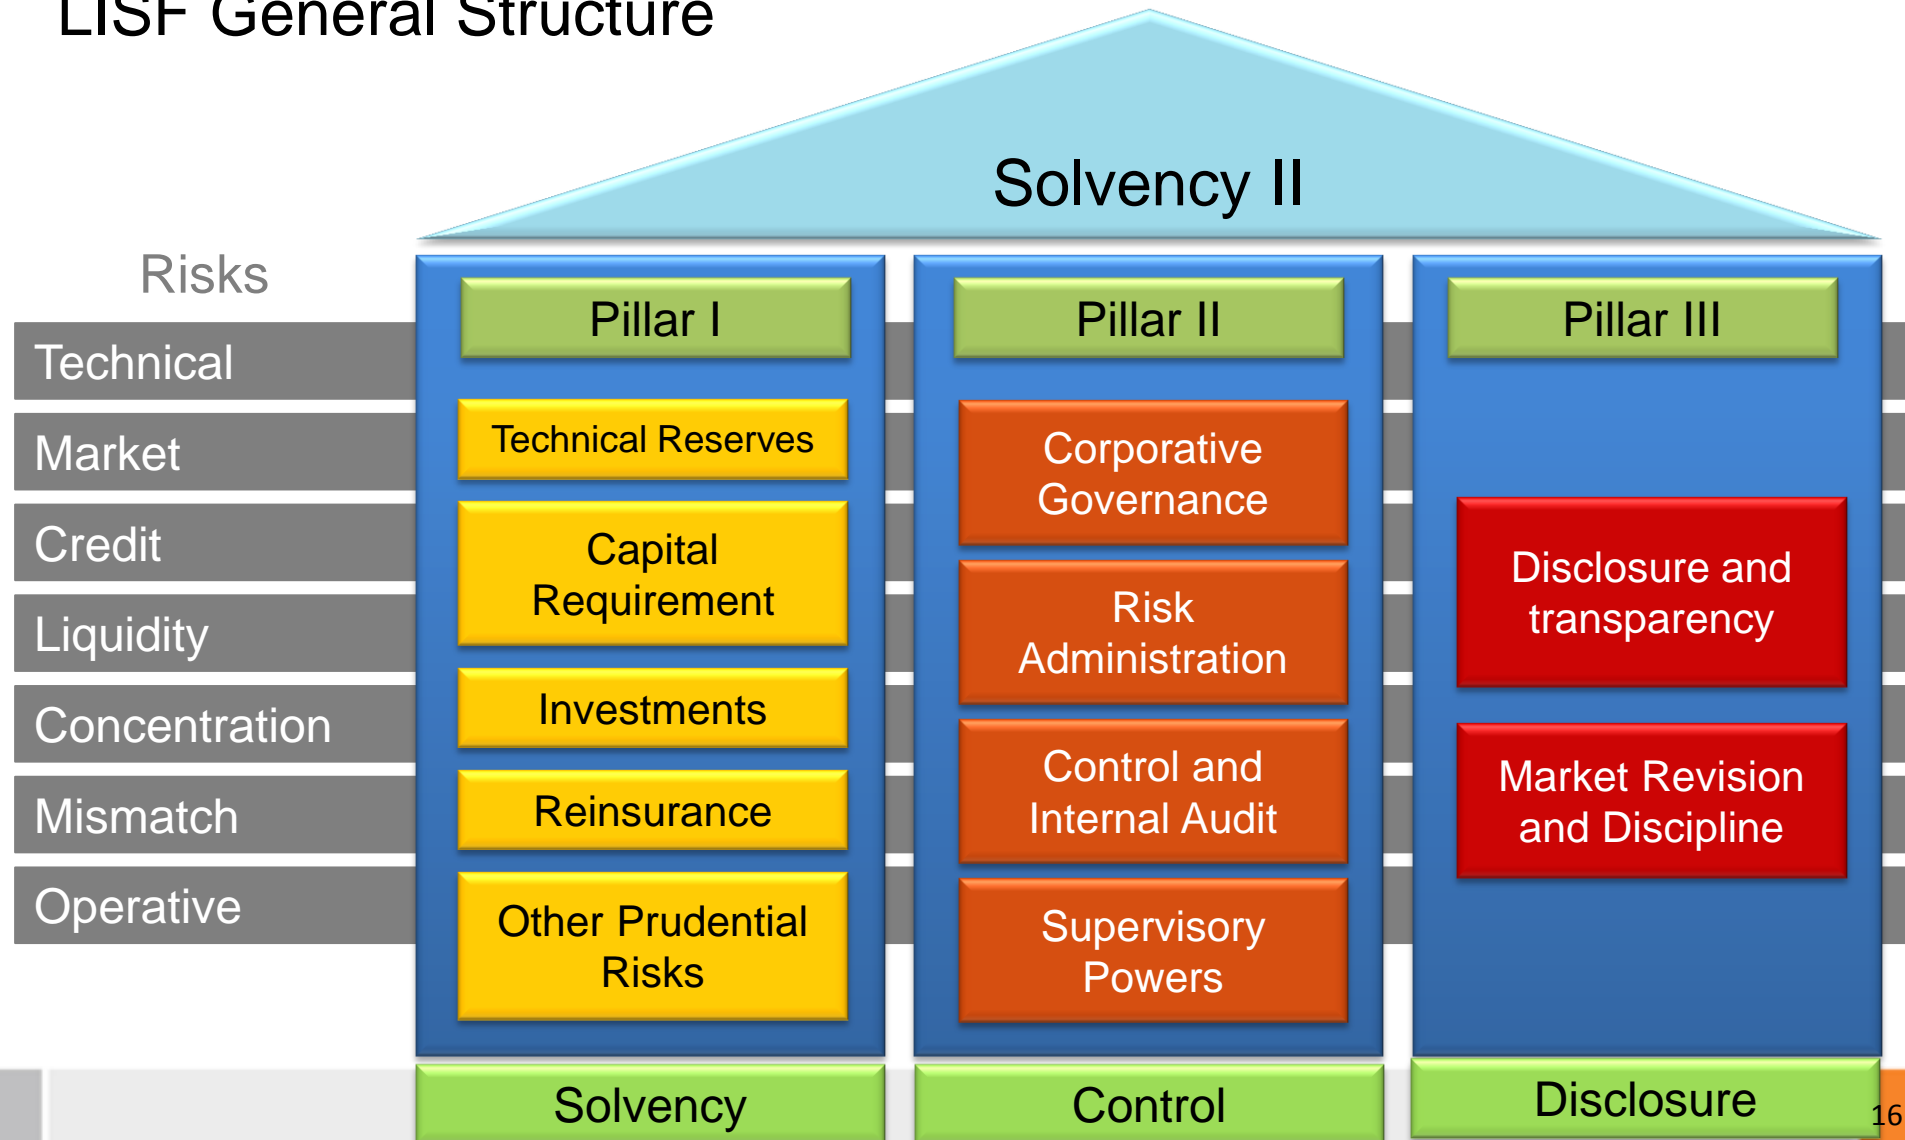 LISF General Structure
Solvency II
Risks
Technical
Market
Credit
Liquidity
Concentration
Mismatch
Operative
Pillar I
Technical Reserves
Capital
Requirement
Investments
Reinsurance
Other Prudential
Risks
Solvency
Pillar II
Corporative
Governance
Risk
Administration
Control and
Internal Audit
Supervisory
Powers
Control
Pillar III
Disclosure and
transparency
Market Revision
and Discipline
Disclosure
16